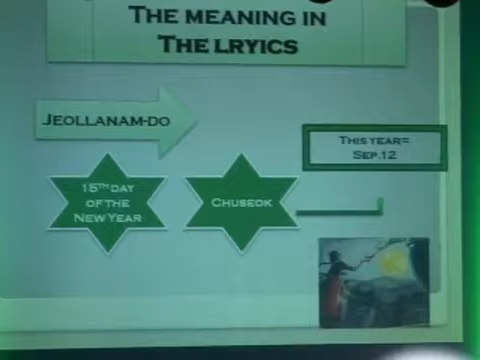 THE MEANING IN
THE LRYICS
JEOLLANAM-DO
THIS YEAR=
SEP.12
15TH DAY
OF THE
NEW YEAR
CHUSEOK